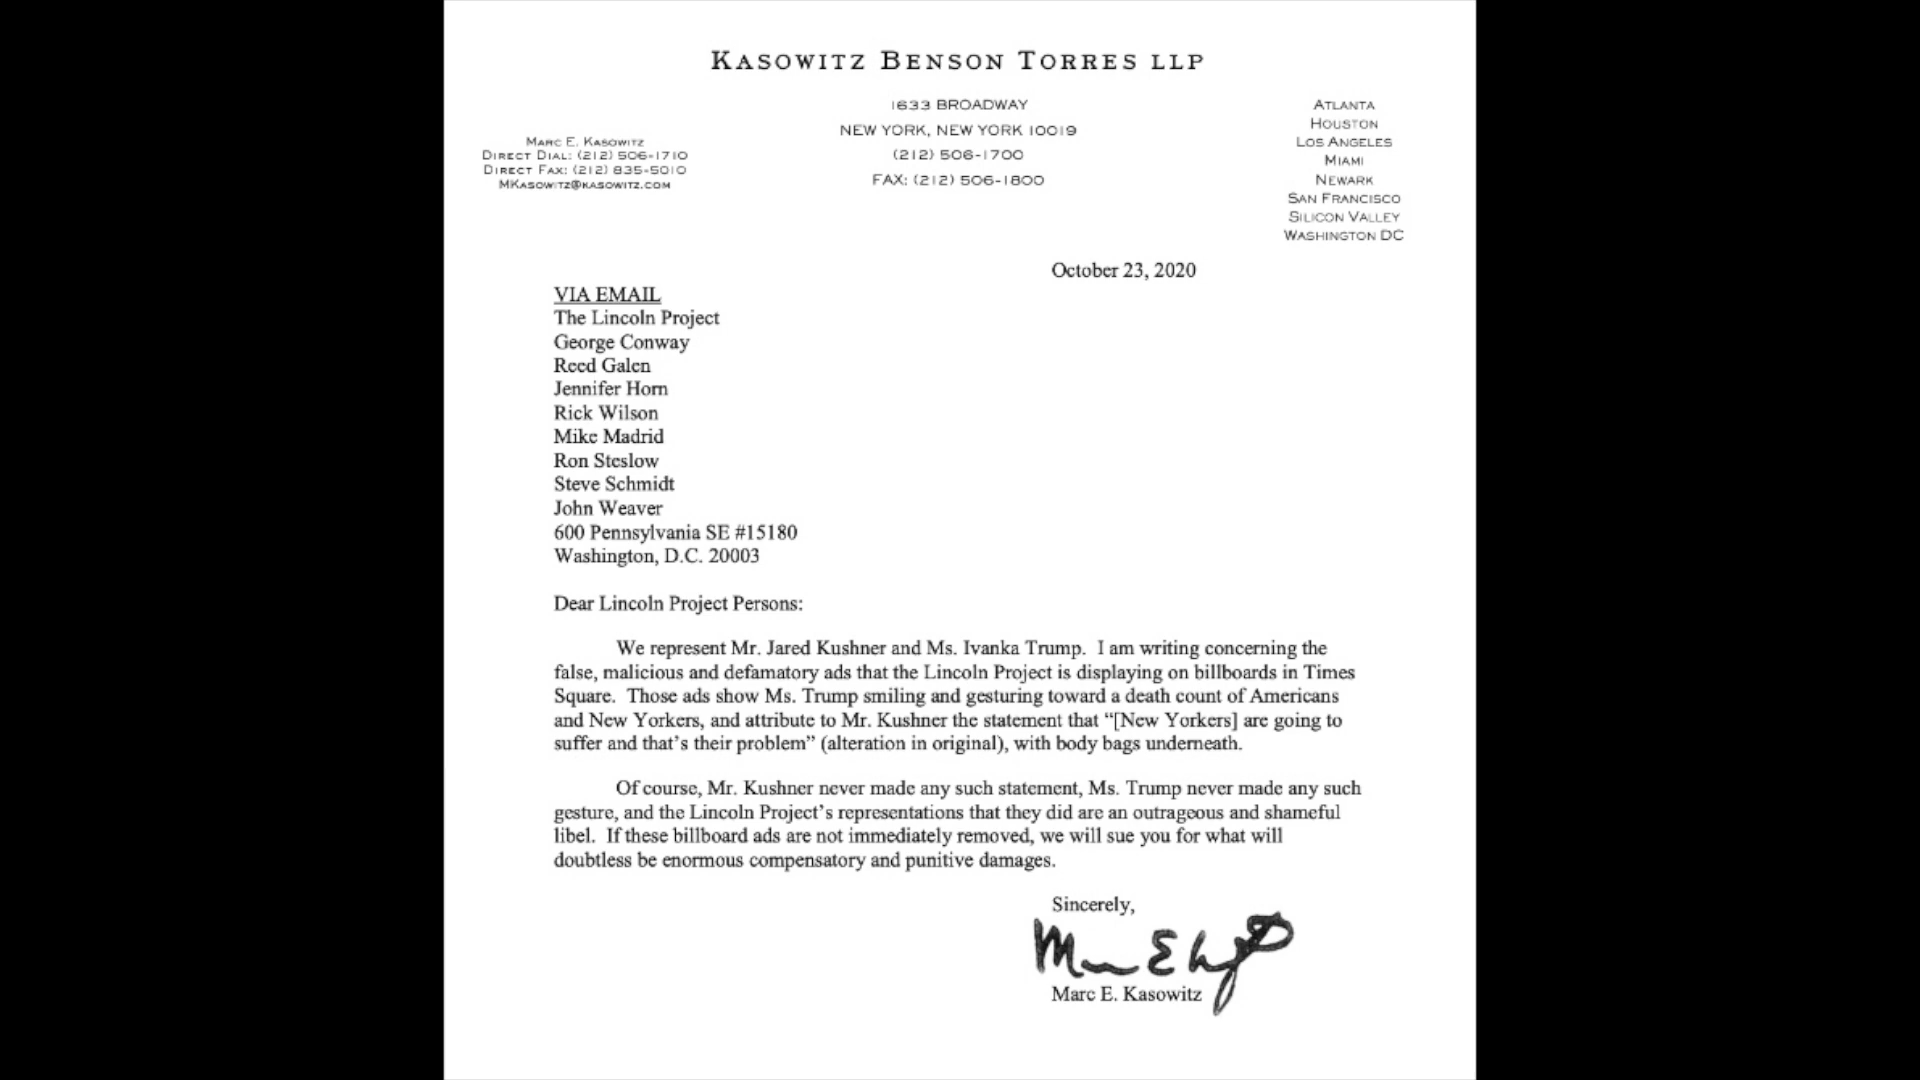 KASOWITZ BENSON TORRES LLP
1633 BROADWAY
NEW YORK, NEW YORK 10019
(212) 506-1700
FAX: (212) 506-1800
MARC E. KASOWITZ
DIRECT DIAL: (212) 506-1710
DIRECT FAX: (212) 835-5010
MKASOWITZ@KASOWITZ.COM
ATLANTA
HOUSTON
LOS ANGELES
MIAMI
NEWARK
SAN FRANCISCO
SILICON VALLEY
WASHINGTON DC
October 23, 2020
VIA EMAIL
The Lincoln Project
George Conway
Reed Galen
Jennifer Horn
Rick Wilson
Mike Madrid
Ron Steslow
Steve Schmidt
John Weaver
600 Pennsylvania SE #15180
Washington, D.C. 20003
Dear Lincoln Project Persons:
We represent Mr. Jared Kushner and Ms. Ivanka Trump. I am writing concerning the
false, malicious and defamatory ads that the Lincoln Project is displaying on billboards in Times
Square. Those ads show Ms. Trump smiling and gesturing toward a death count of Americans
and New Yorkers, and attribute to Mr. Kushner the statement that “[New Yorkers] are going to
suffer and that’s their problem” (alteration in original), with body bags underneath.
Of course, Mr. Kushner never made any such statement, Ms. Trump never made any such
gesture, and the Lincoln Project’s representations that they did are an outrageous and shameful
libel. If these billboard ads are not immediately removed, we will sue you for what will
doubtless be enormous compensatory and punitive damages.
Sincerely,
Marc E. Kasowitz